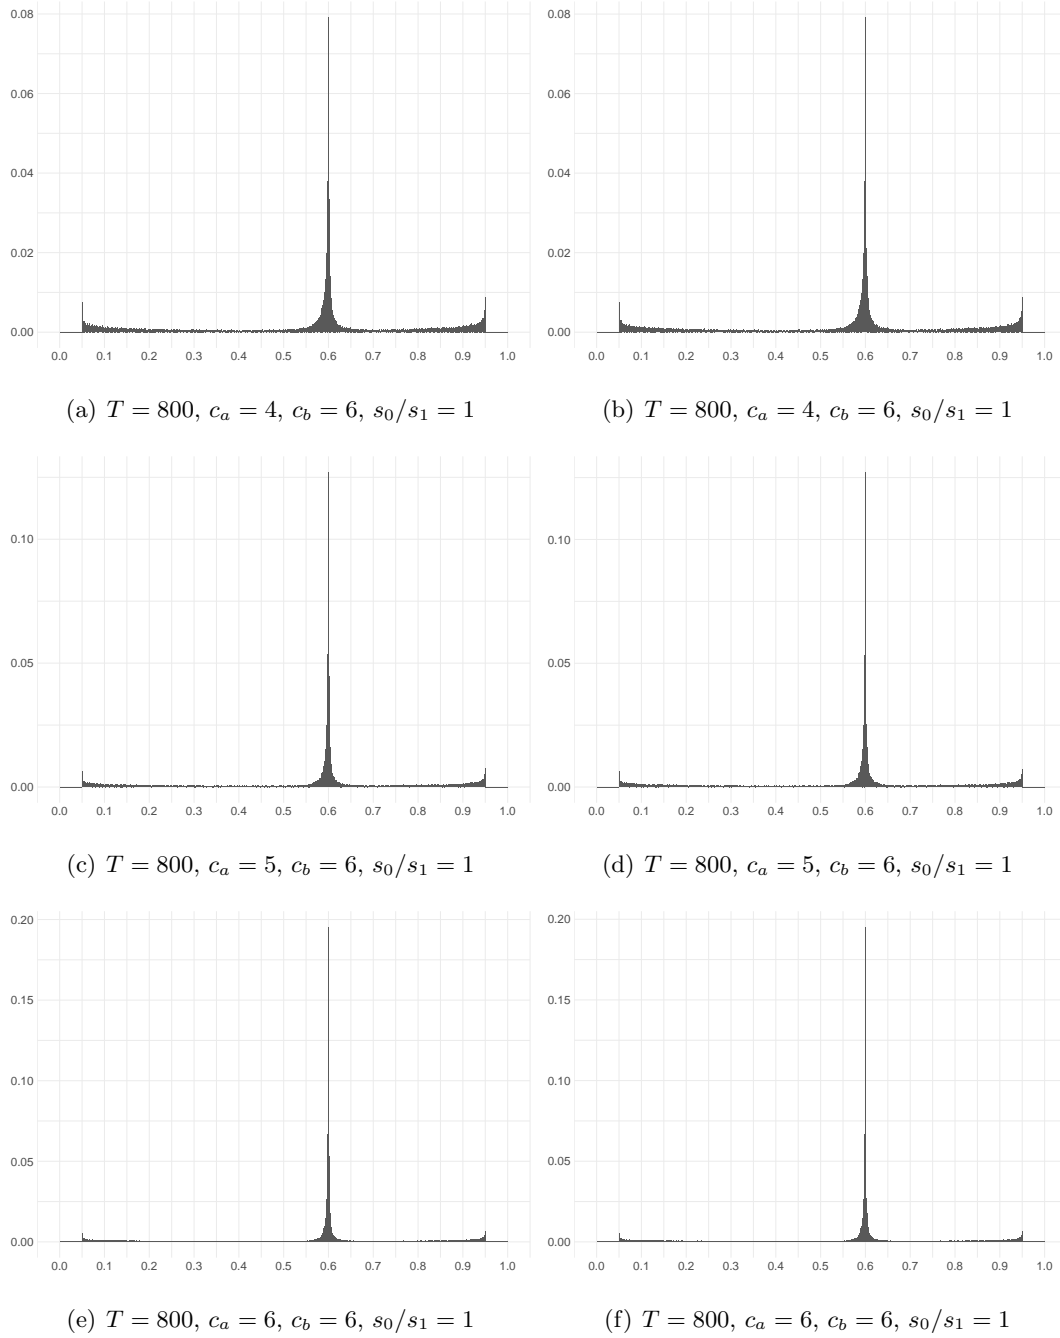 0.08 0.08
0.06 0.06
0.04 0.04
0.02 0.02
0.00 0.00
0.0 0.1 0.2 0.3 0.4 0.5 0.6 0.7 0.8 0.9 1.0 0.0 0.1 0.2 0.3 0.4 0.5 0.6 0.7 0.8 0.9 1.0
(a) T = 800, c_a = 4, c_b = 6, s_0/s_1 = 1 (b) T = 800, c_a = 4, c_b = 6, s_0/s_1 = 1
0.10 0.10
0.05 0.05
0.00 0.00
0.0 0.1 0.2 0.3 0.4 0.5 0.6 0.7 0.8 0.9 1.0 0.0 0.1 0.2 0.3 0.4 0.5 0.6 0.7 0.8 0.9 1.0
(c) T = 800, c_a = 5, c_b = 6, s_0/s_1 = 1 (d) T = 800, c_a = 5, c_b = 6, s_0/s_1 = 1
0.20 0.20
0.15 0.15
0.10 0.10
0.05 0.05
0.00 0.00
0.0 0.1 0.2 0.3 0.4 0.5 0.6 0.7 0.8 0.9 1.0 0.0 0.1 0.2 0.3 0.4 0.5 0.6 0.7 0.8 0.9 1.0
(e) T = 800, c_a = 6, c_b = 6, s_0/s_1 = 1 (f) T = 800, c_a = 6, c_b = 6, s_0/s_1 = 1